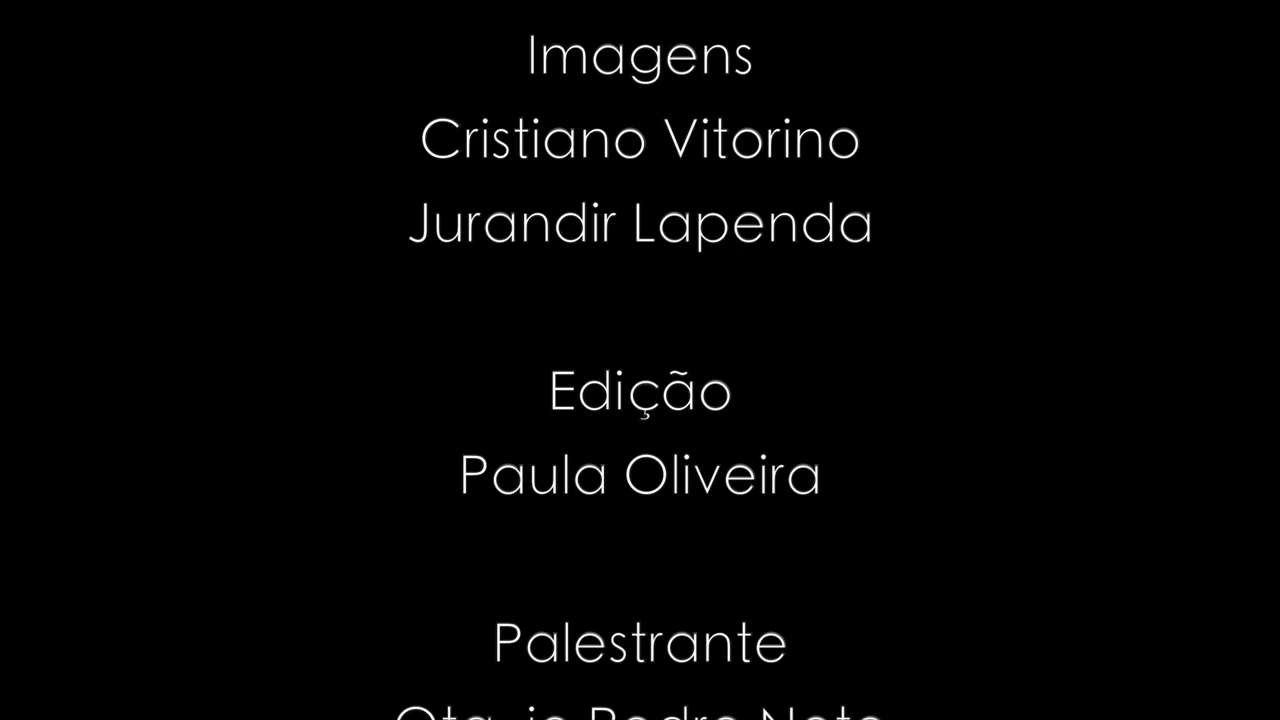 Imagens
Cristiano Vitorino
Jurandir Lapenda
Edição
Paula Oliveira
Palestrante